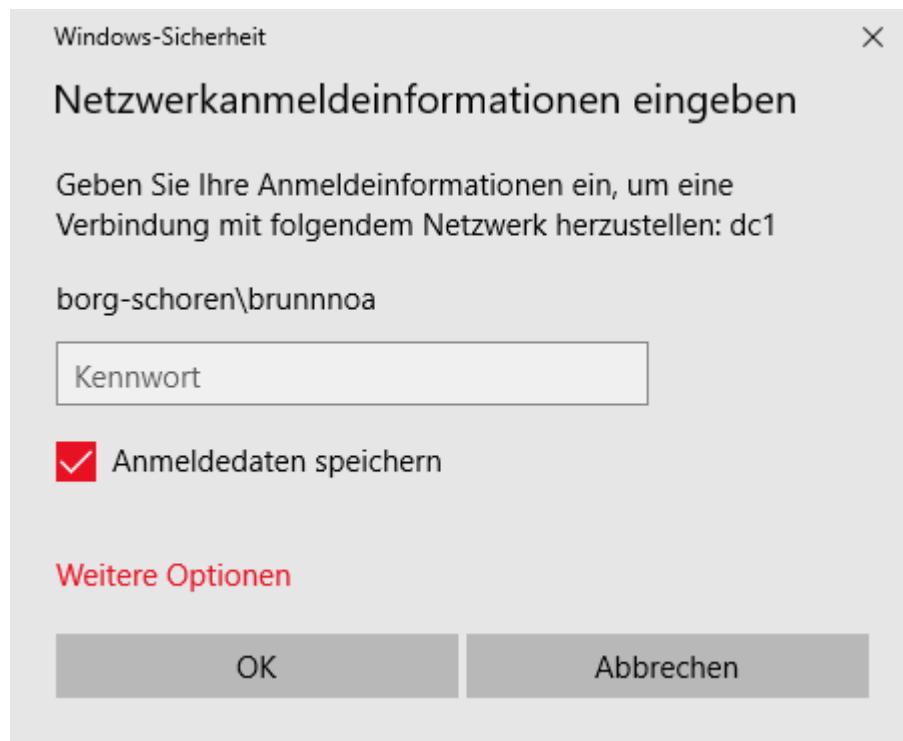 Windows-Sicherheit
Netzwerkanmeldeinformationen eingeben
Geben Sie Ihre Anmeldeinformationen ein, um eine
Verbindung mit folgendem Netzwerk herzustellen: dc1
borg-schoren\brunnnoa
Kennwort
Anmeldedaten speichern
Weitere Optionen
OK Abbrechen